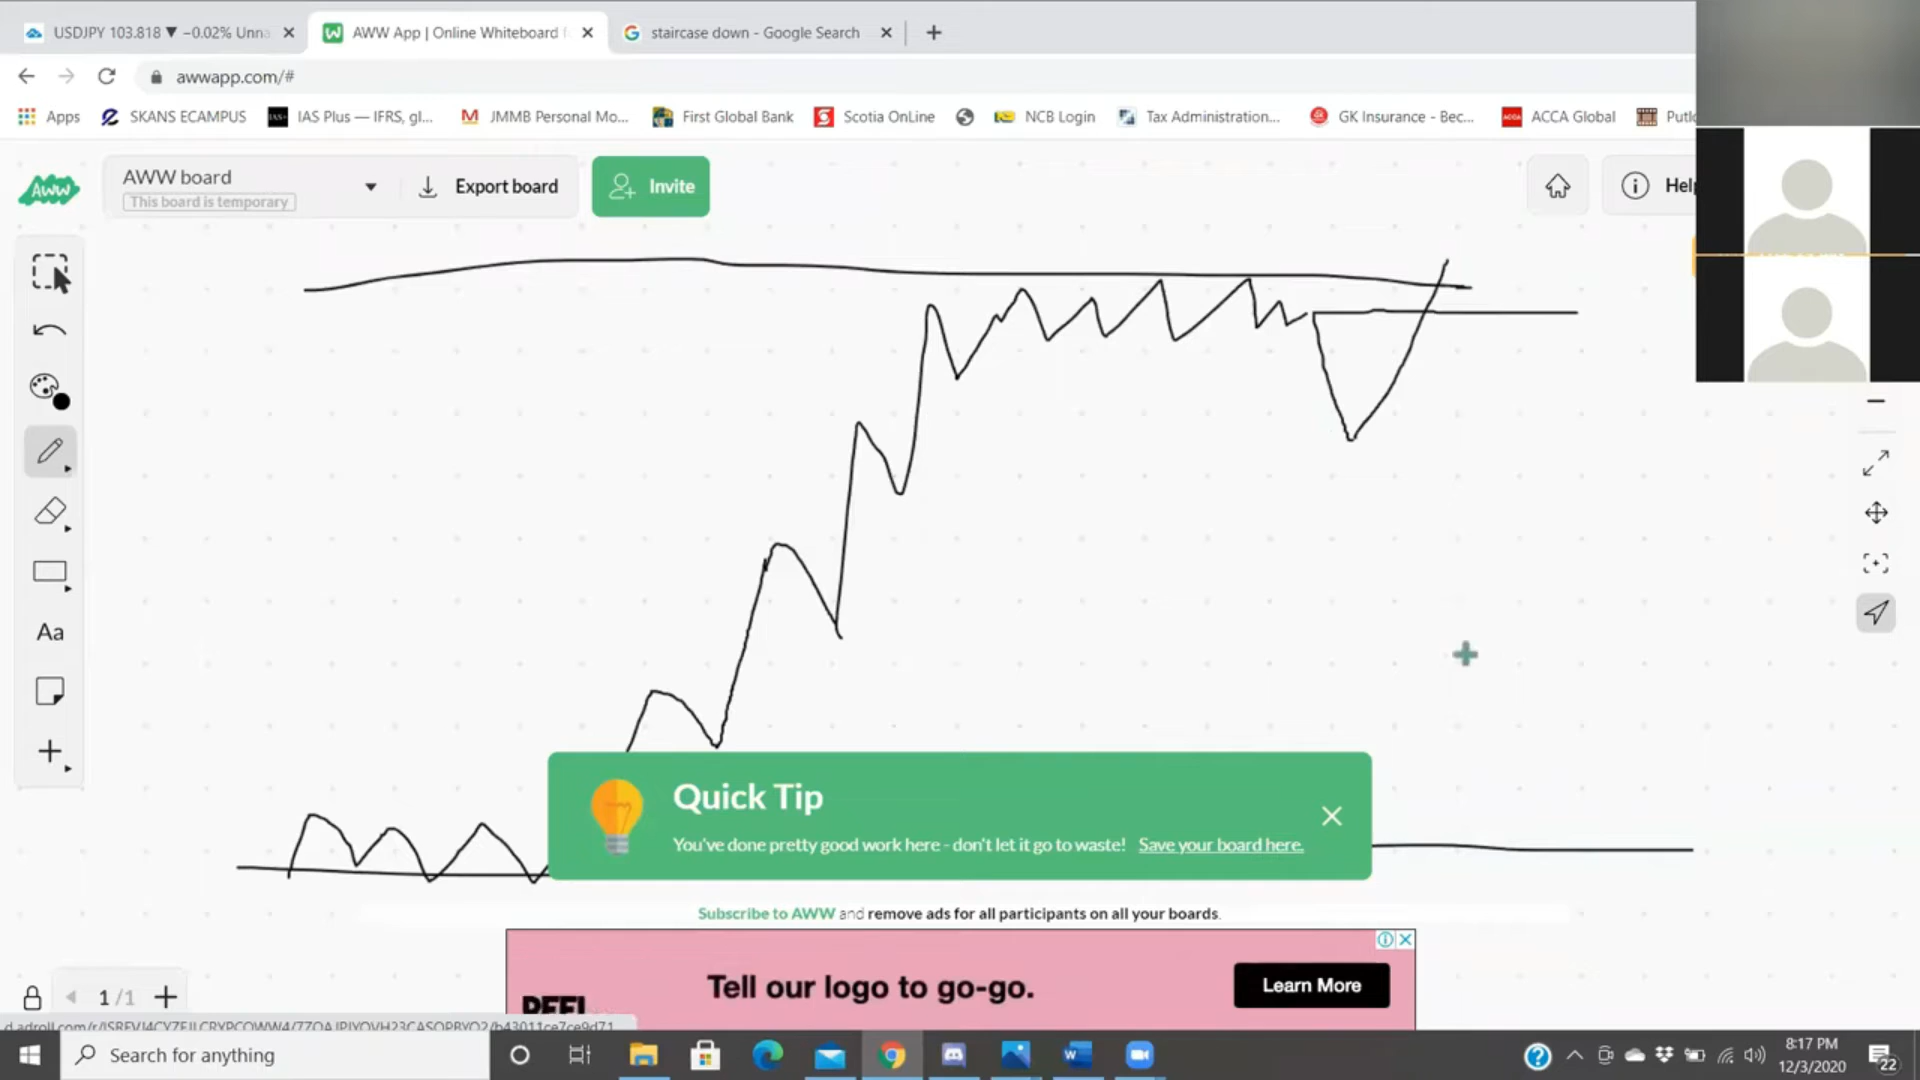 USDJPY 103.818 ▼ −0.02% Unna
AWW App | Online Whiteboard f
staircase down - Google Search
awwapp.com/#
Apps
SKANS ECAMPUS
IAS Plus — IFRS, gl...
JMMB Personal Mo...
First Global Bank
Scotia OnLine
NCB Login
Tax Administration...
GK Insurance - Bec...
ACCA Global
Putlo
AWW
AWW board
This board is temporary
Export board
Invite
Help
Aa
Quick Tip
You've done pretty good work here - don't let it go to waste! Save your board here.
Subscribe to AWW and remove ads for all participants on all your boards.
Tell our logo to go-go.
Learn More
1 / 1
Search for anything
8:17 PM
12/3/2020
22